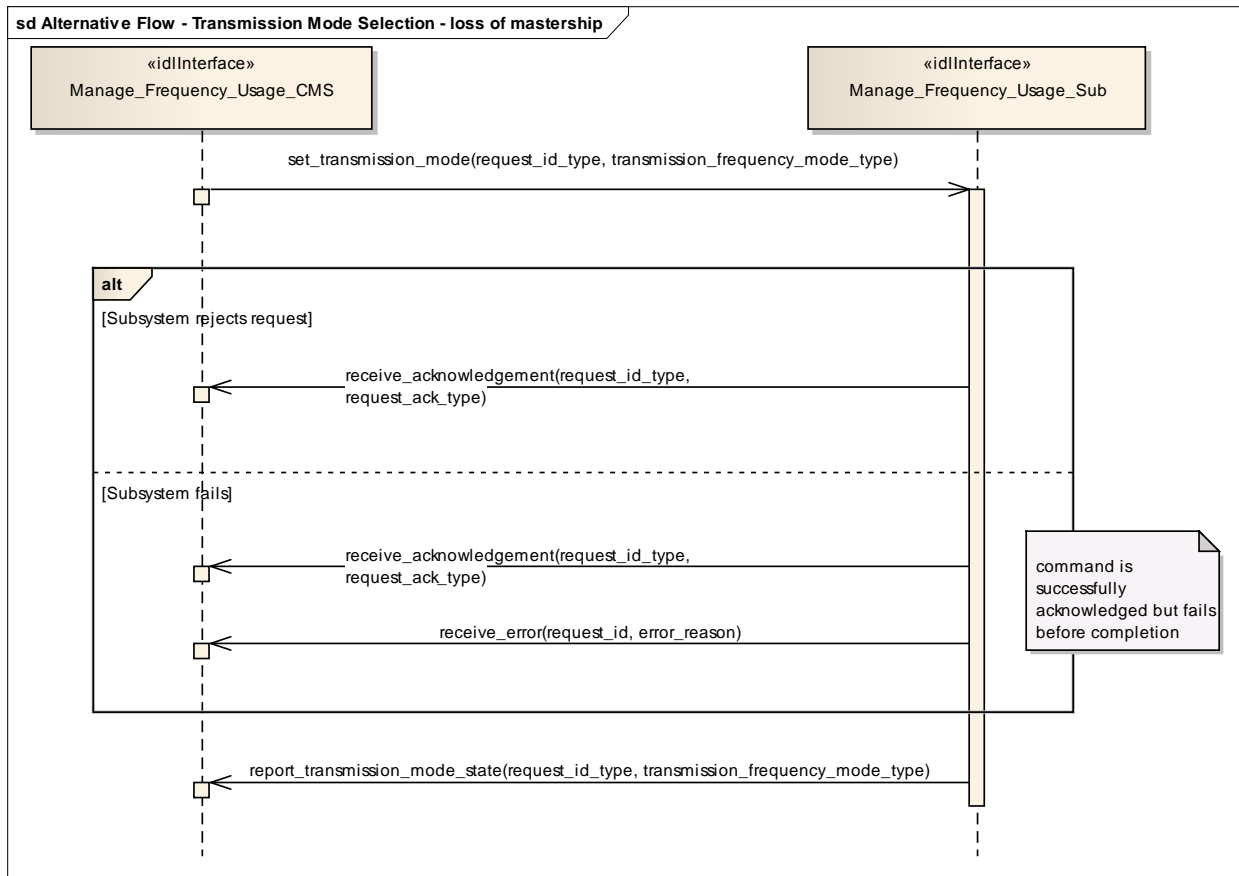 sd Alternative Flow - Transmission Mode Selection - loss of mastership
«idlInterface»
Manage_Frequency_Usage_CMS
«idlInterface»
Manage_Frequency_Usage_Sub
set_transmission_mode(request_id_type, transmission_frequency_mode_type)
alt
[Subsystem rejects request]
receive_acknowledgement(request_id_type,
request_ack_type)
[Subsystem fails]
receive_acknowledgement(request_id_type,
request_ack_type)
command is
successfully
acknowledged but fails
before completion
receive_error(request_id, error_reason)
report_transmission_mode_state(request_id_type, transmission_frequency_mode_type)